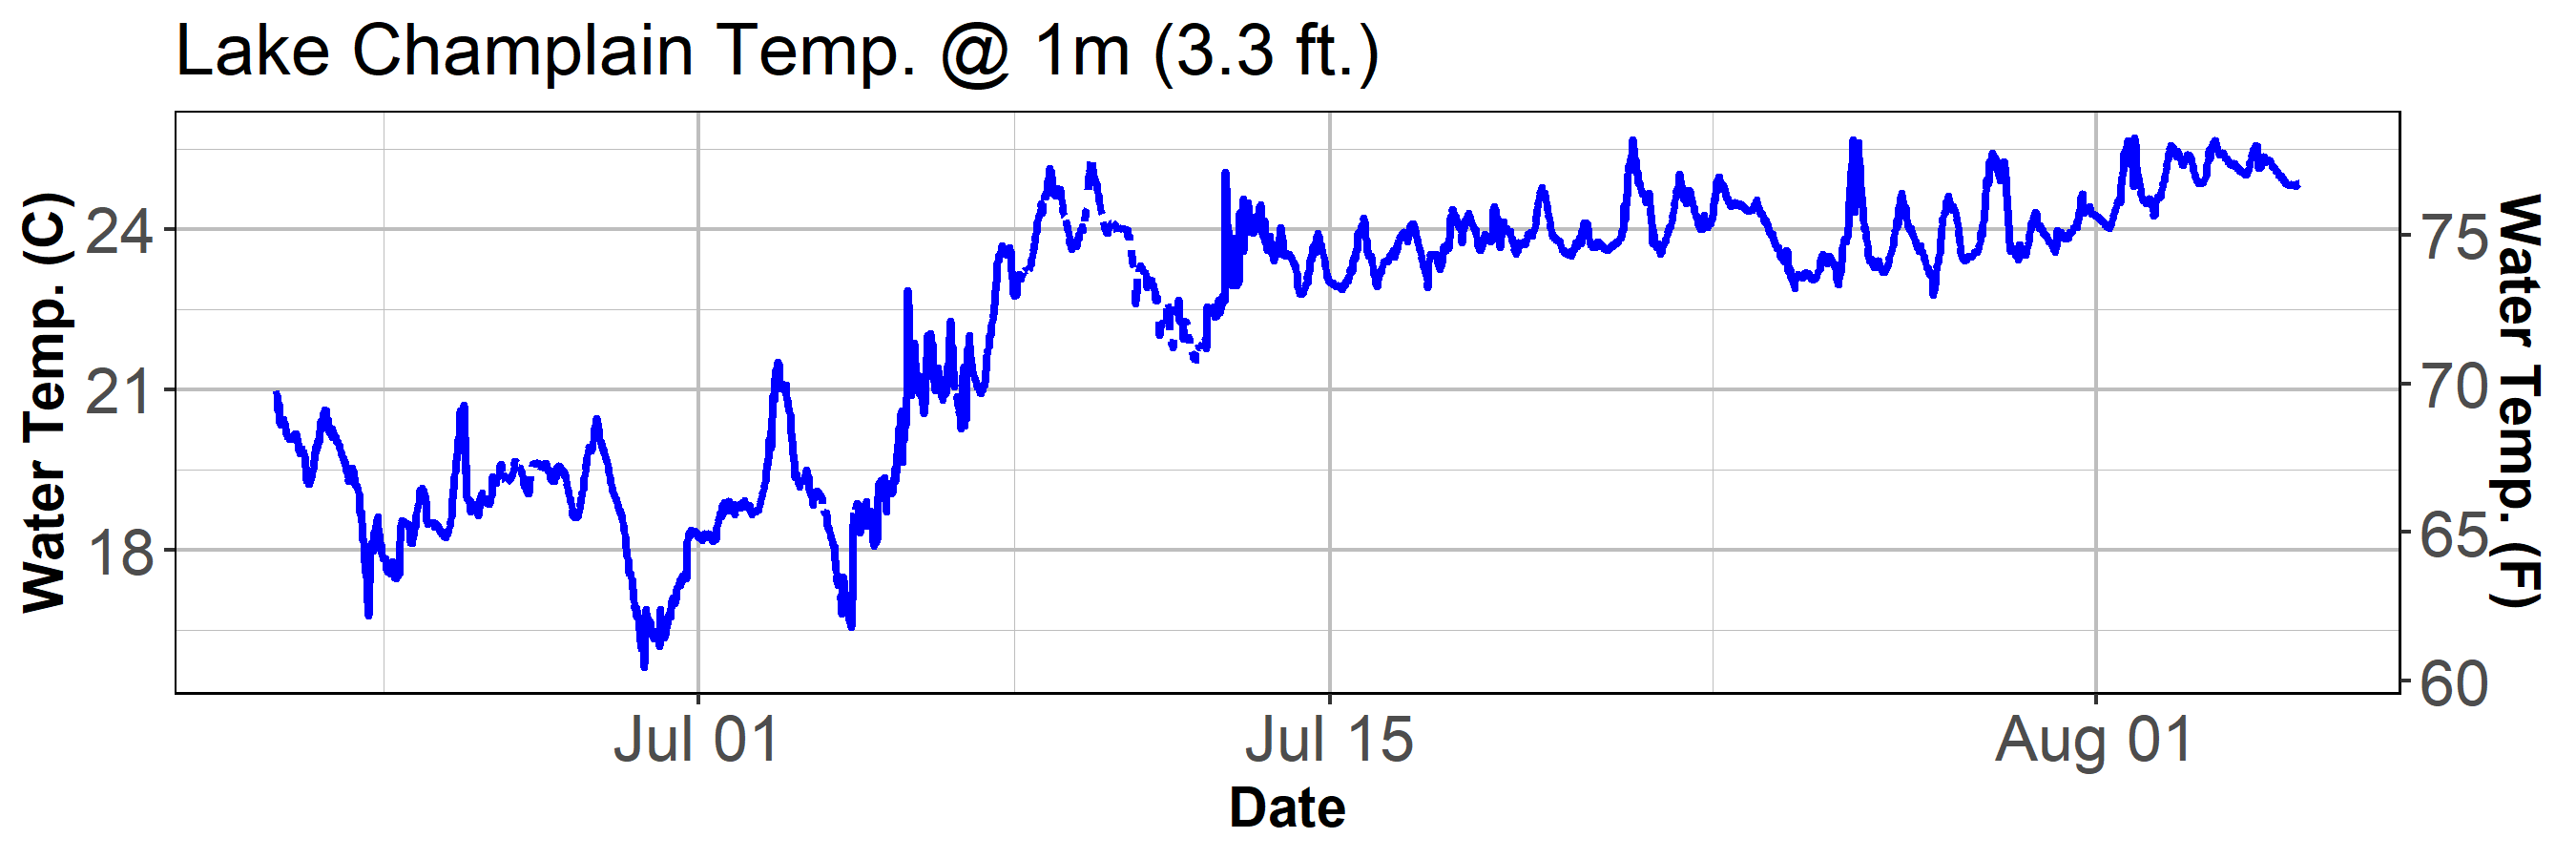 Lake Champlain Temp. @ 1m (3.3 ft.)
Water Temp. (C)
24
21
18
75
70
65
60
Water Temp. (F)
Jul 01
Jul 15
Aug 01
Date